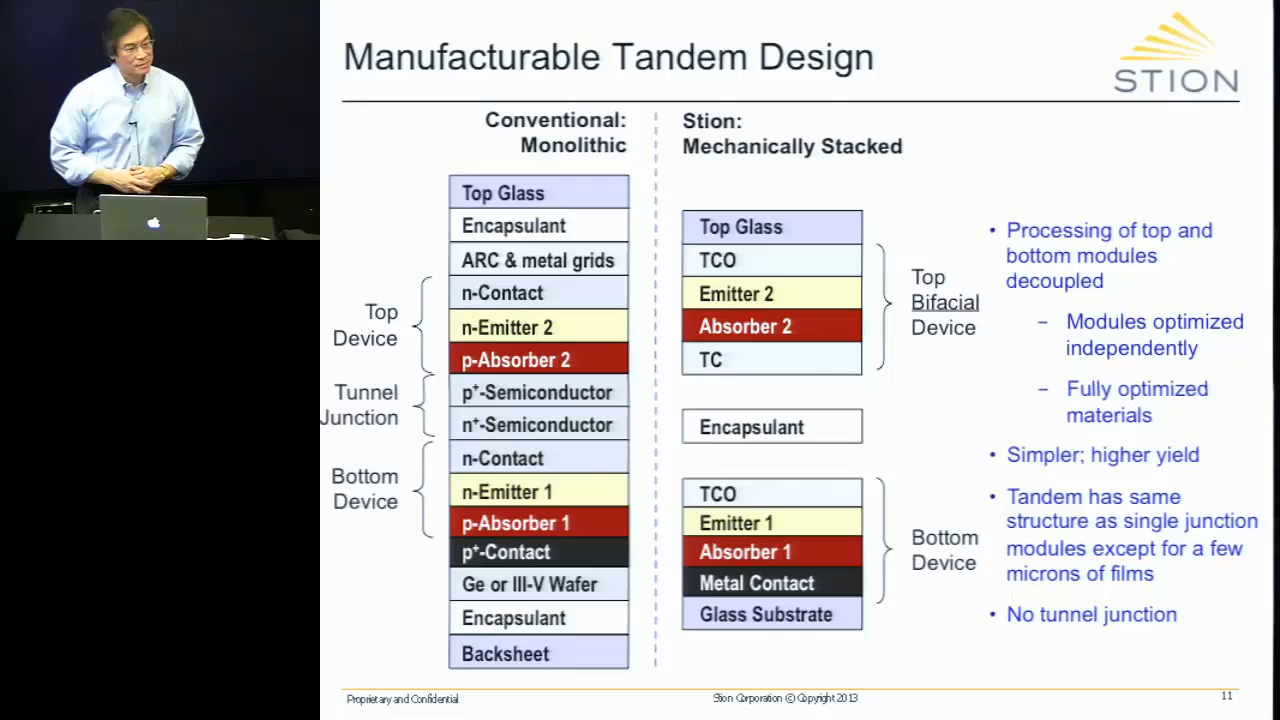 Manufacturable Tandem Design
STION
Conventional:
Monolithic
Top Glass
Encapsulant
ARC & metal grids
n-Contact
n-Emitter 2
p-Absorber 2
p⁺-Semiconductor
n⁺-Semiconductor
n-Contact
n-Emitter 1
p-Absorber 1
p⁺-Contact
Ge or III-V Wafer
Encapsulant
Backsheet
Top
Device
Tunnel
Junction
Bottom
Device
Stion:
Mechanically Stacked
Top Glass
TCO
Emitter 2
Absorber 2
TC
Encapsulant
TCO
Emitter 1
Absorber 1
Metal Contact
Glass Substrate
Top
Bifacial
Device
Bottom
Device
• Processing of top and
bottom modules
decoupled
– Modules optimized
independently
– Fully optimized
materials
• Simpler; higher yield
• Tandem has same
structure as single junction
modules except for a few
microns of films
• No tunnel junction
Proprietary and Confidential
Stion Corporation © Copyright 2013
11